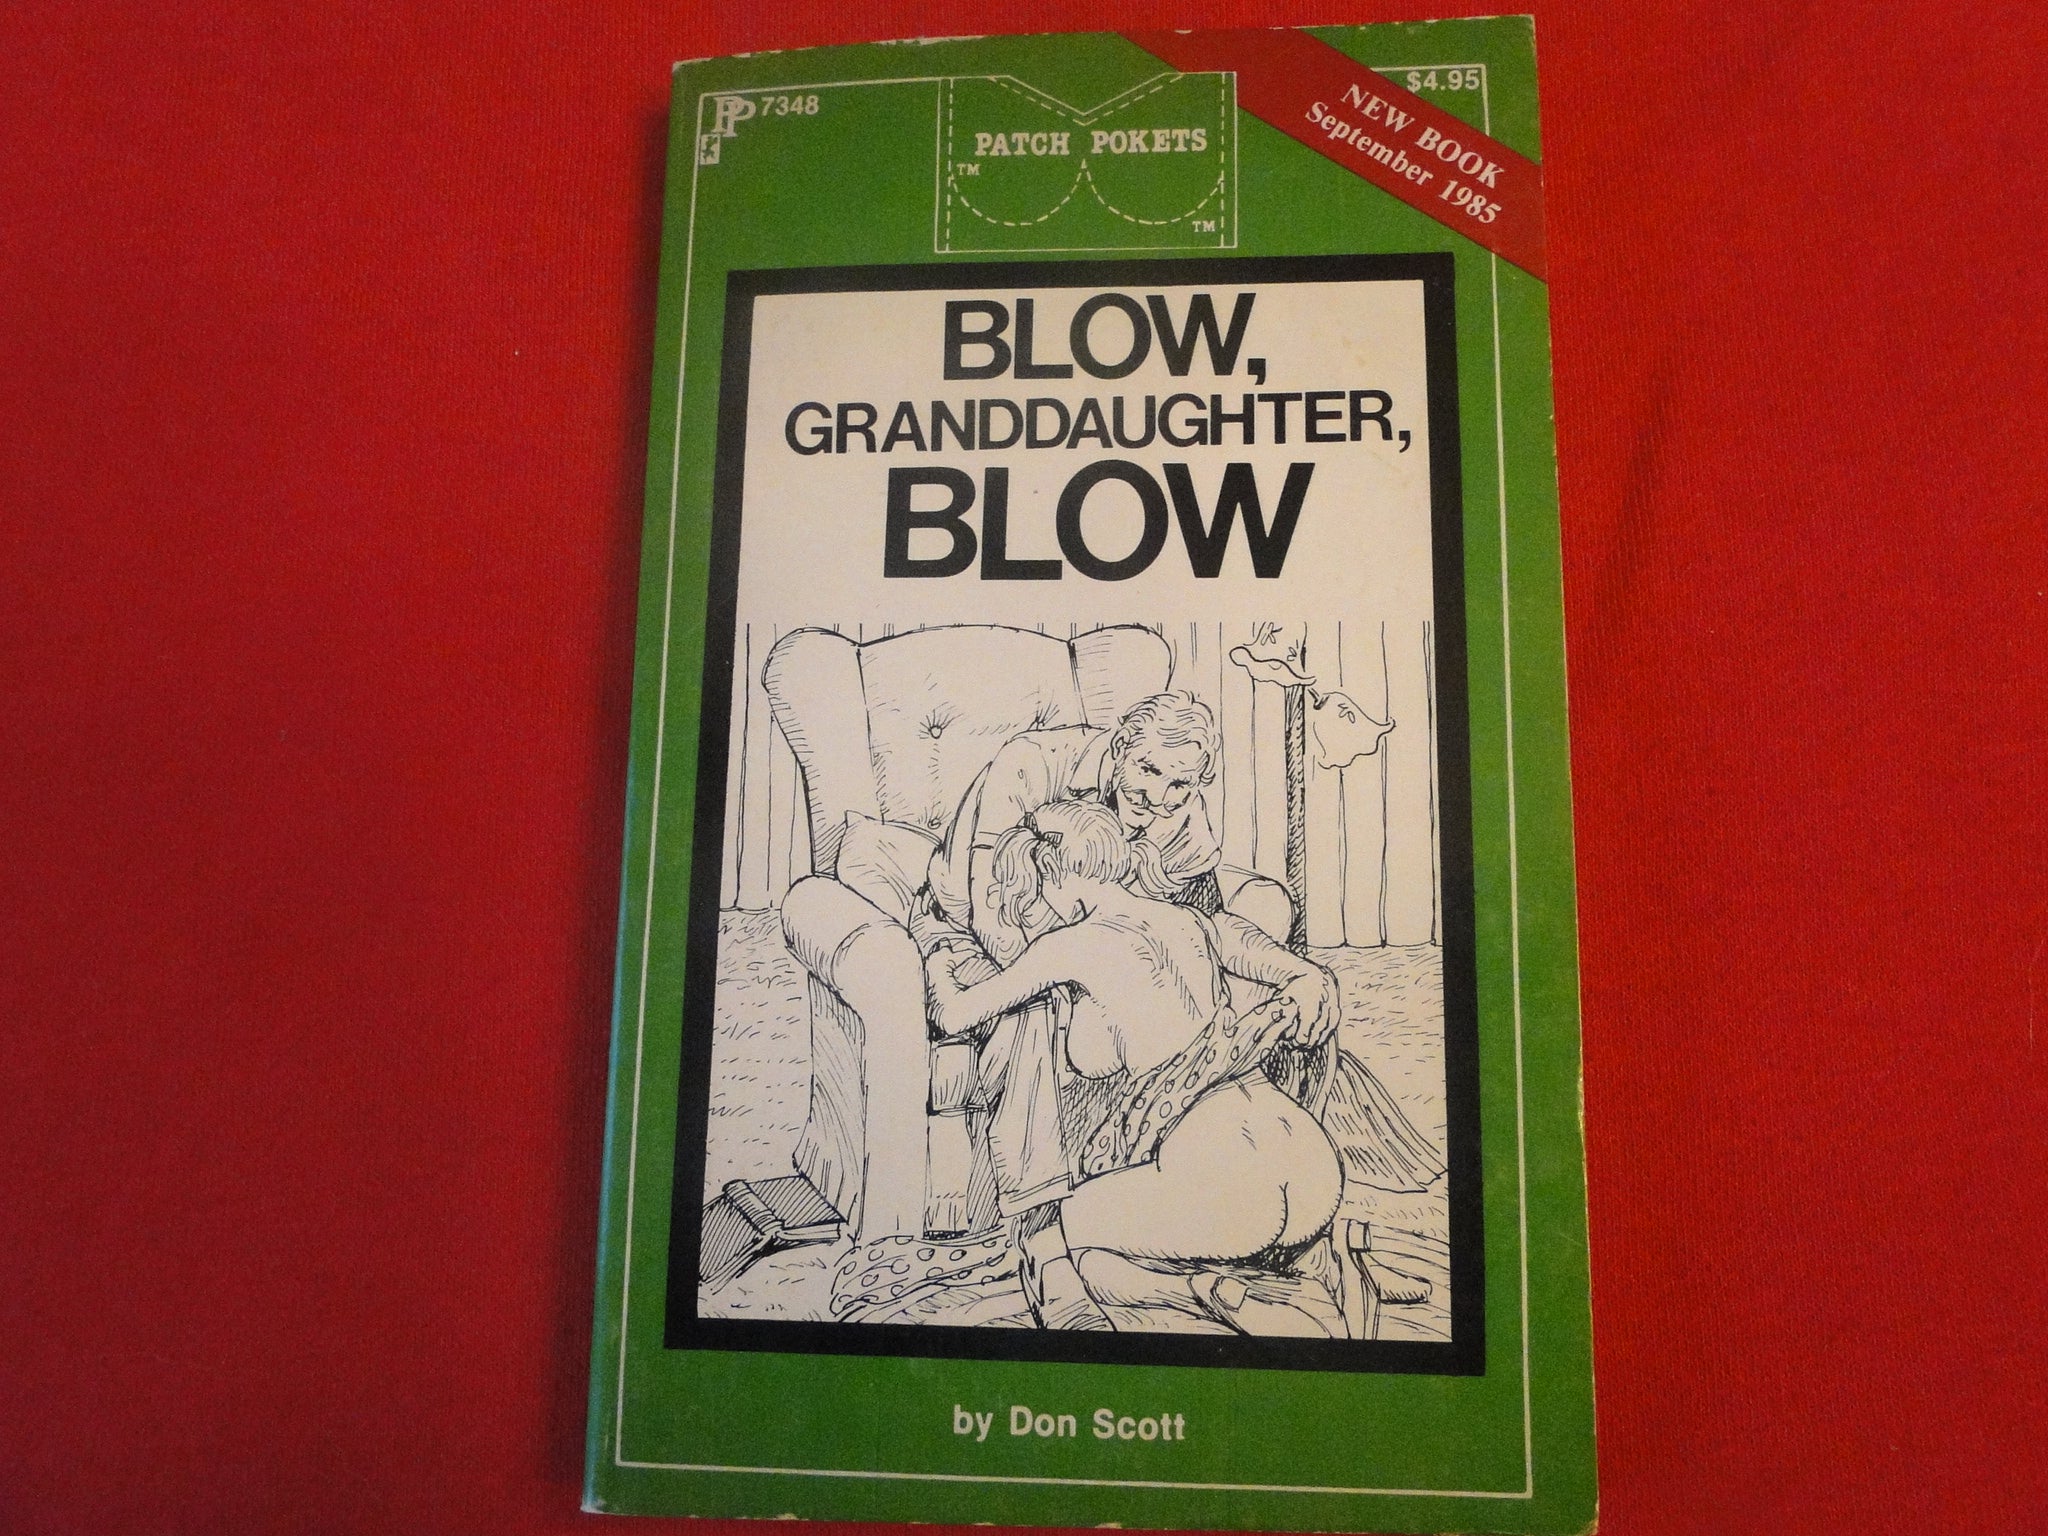 PP 7348
$4.95
NEW BOOK
September 1985
PATCH POKETS
TM
TM
BLOW,
GRANDDAUGHTER,
BLOW
by Don Scott